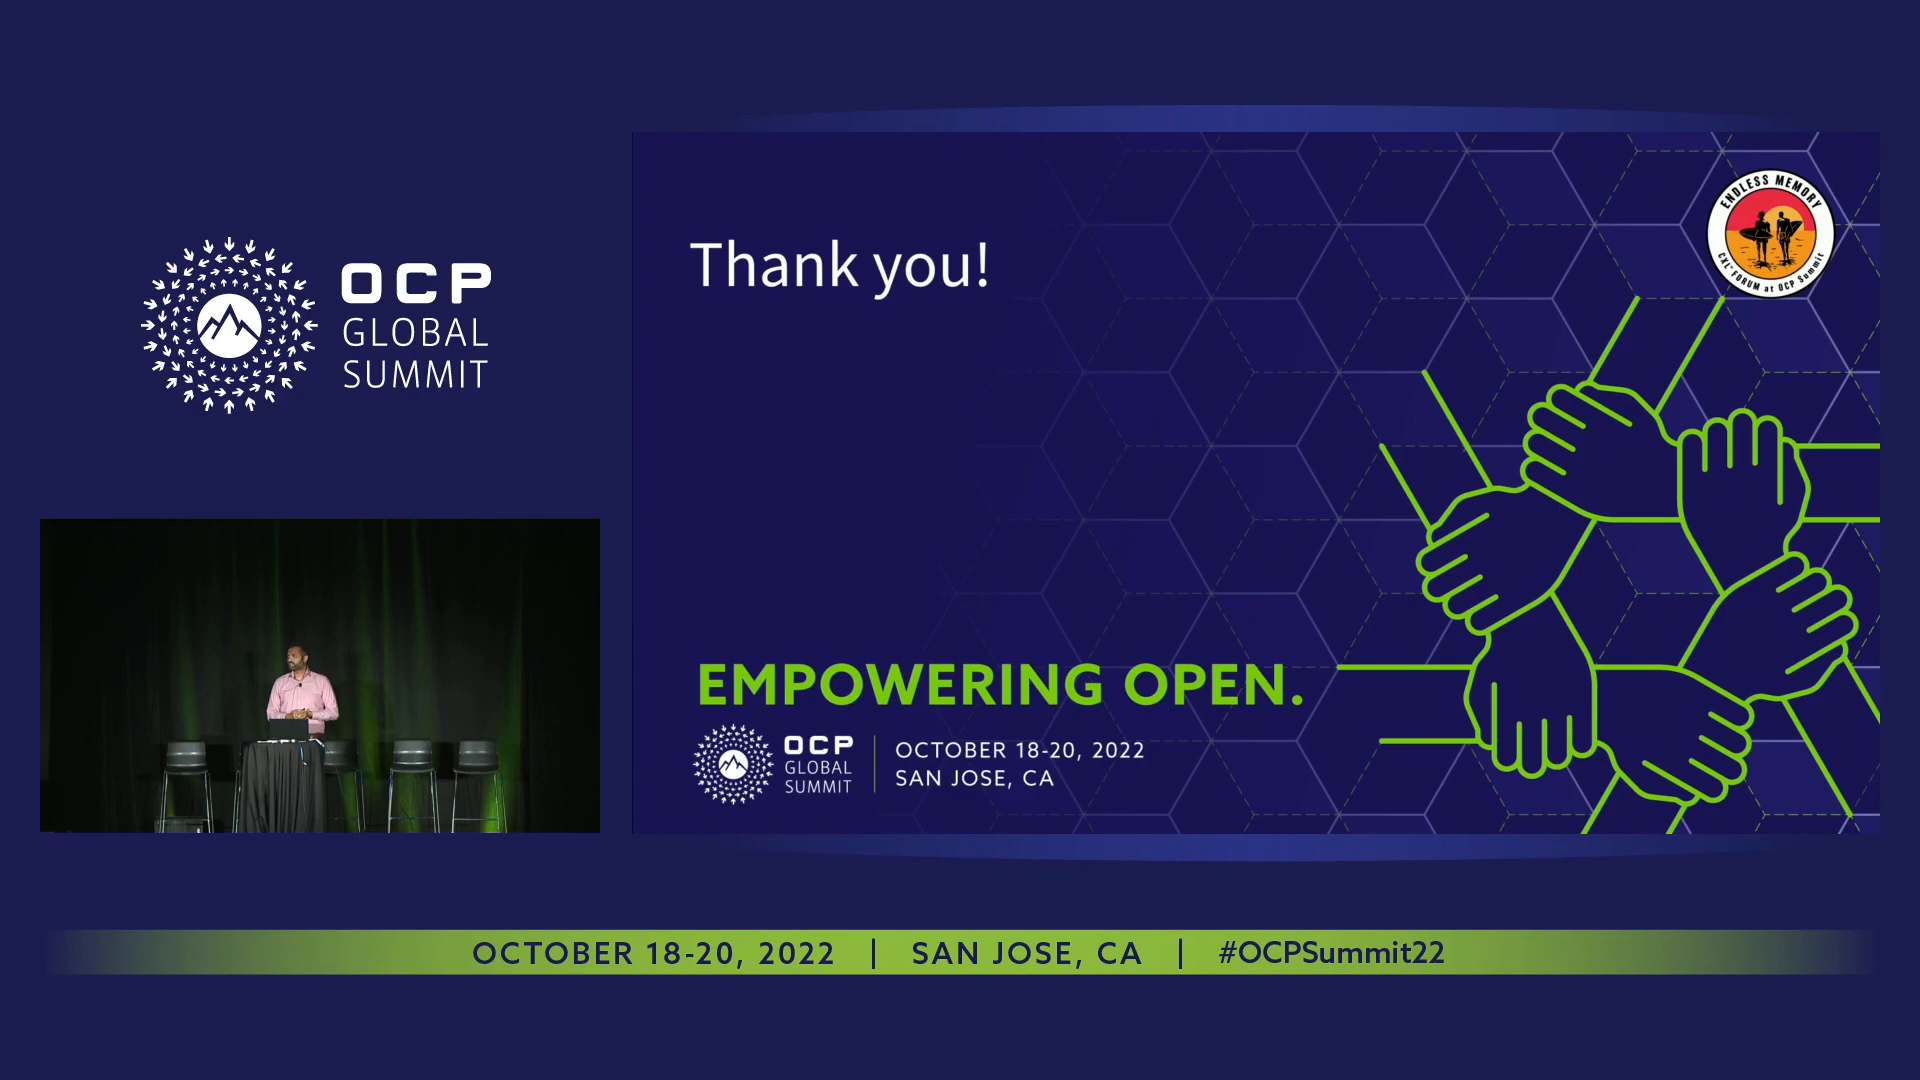 OCP
GLOBAL
SUMMIT
Thank you!
ENDLESS MEMORY
CXL® FORUM at OCP Summit
EMPOWERING OPEN.
OCP
GLOBAL
SUMMIT
OCTOBER 18-20, 2022
SAN JOSE, CA
OCTOBER 18-20, 2022 | SAN JOSE, CA | #OCPSummit22